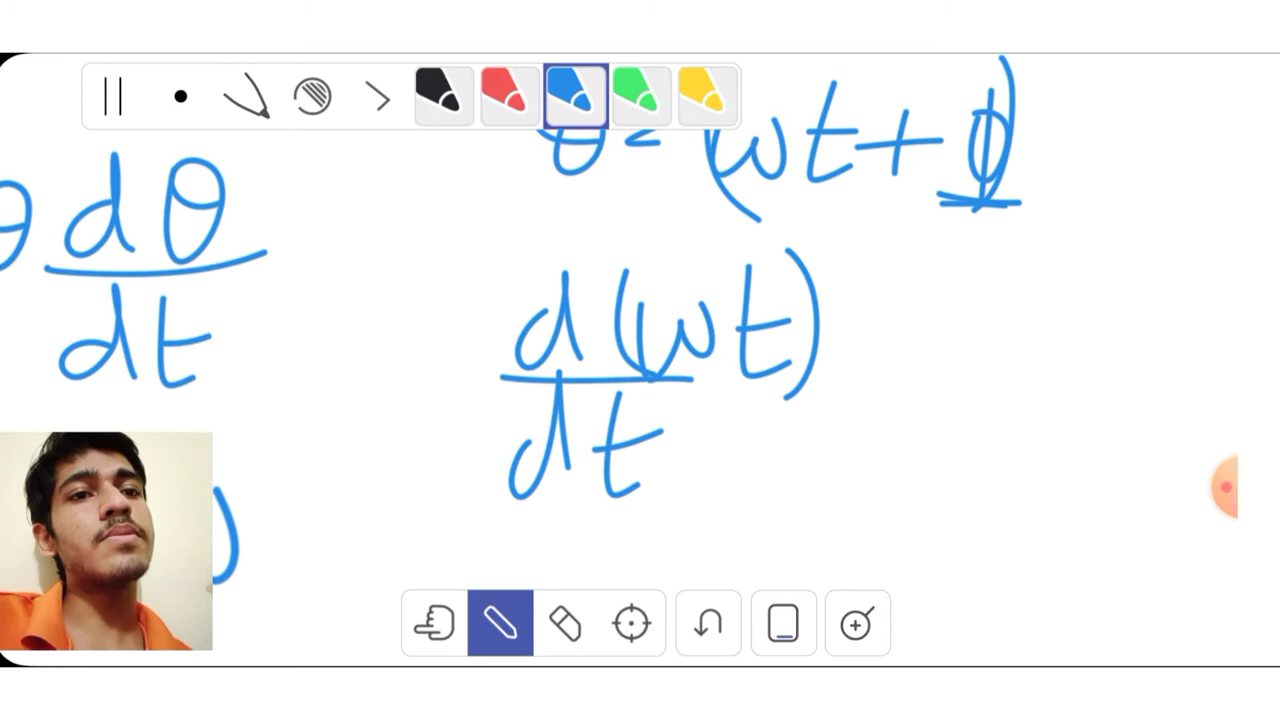 θ = (ωt + ϕ)
θ dθ
dt
d(ωt)
dt
)